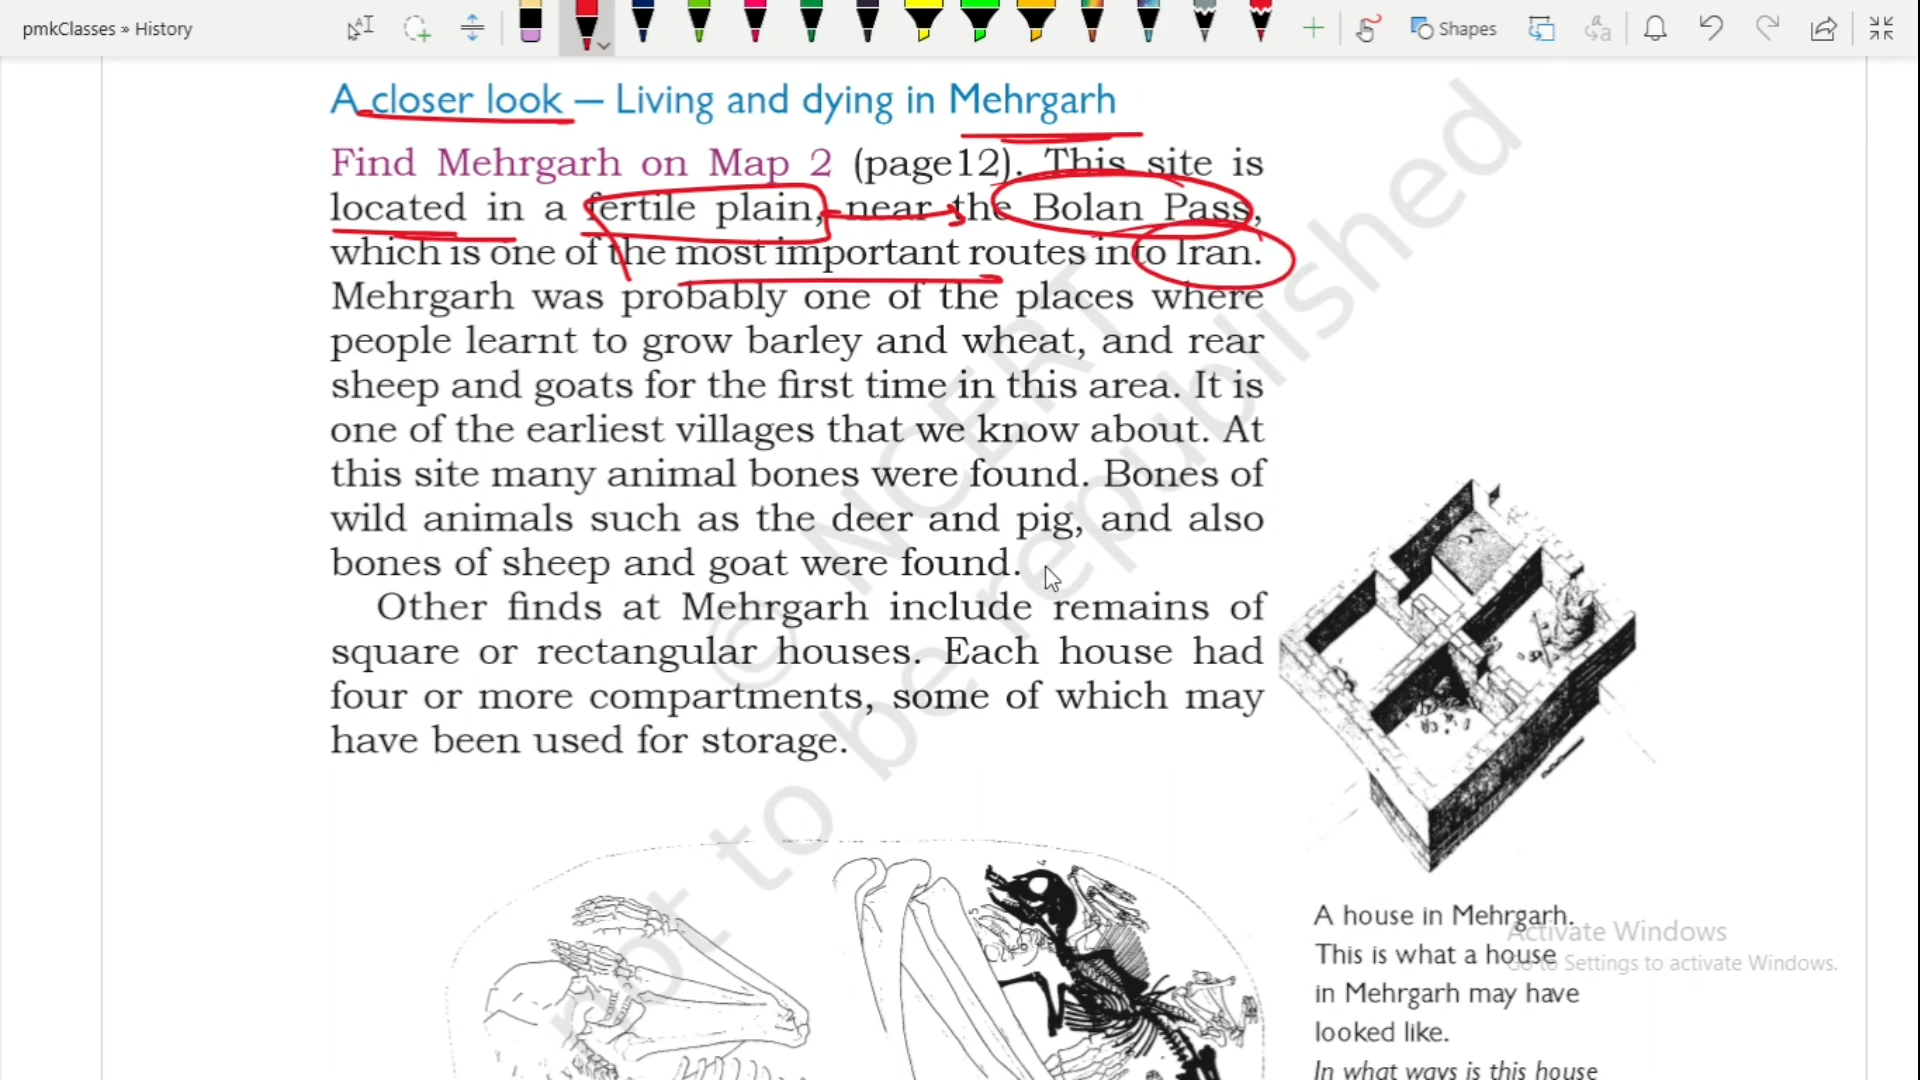 pmkClasses » History
Shapes
A closer look — Living and dying in Mehrgarh
Find Mehrgarh on Map 2 (page12). This site is
located in a fertile plain, near the Bolan Pass,
which is one of the most important routes into Iran.
Mehrgarh was probably one of the places where
people learnt to grow barley and wheat, and rear
sheep and goats for the first time in this area. It is
one of the earliest villages that we know about. At
this site many animal bones were found. Bones of
wild animals such as the deer and pig, and also
bones of sheep and goat were found.
Other finds at Mehrgarh include remains of
square or rectangular houses. Each house had
four or more compartments, some of which may
have been used for storage.
© NCERT
not to be republished
A house in Mehrgarh.
This is what a house
in Mehrgarh may have
looked like.
In what ways is this house
Activate Windows
Go to Settings to activate Windows.